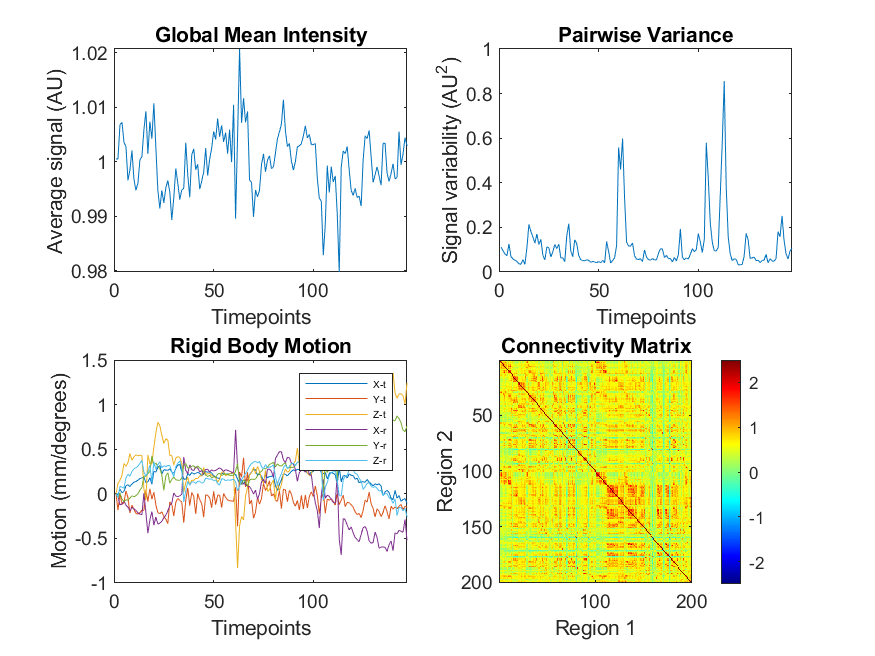 Global Mean Intensity
Average signal (AU)
1.02
1.01
1
0.99
0.98
0
50
100
Timepoints
Pairwise Variance
Signal variability (AU²)
1
0.8
0.6
0.4
0.2
0
0
50
100
Timepoints
Rigid Body Motion
Motion (mm/degrees)
1.5
1
0.5
0
-0.5
-1
0
50
100
Timepoints
X-t
Y-t
Z-t
X-r
Y-r
Z-r
Connectivity Matrix
Region 2
50
100
150
200
100
200
Region 1
2
1
0
-1
-2